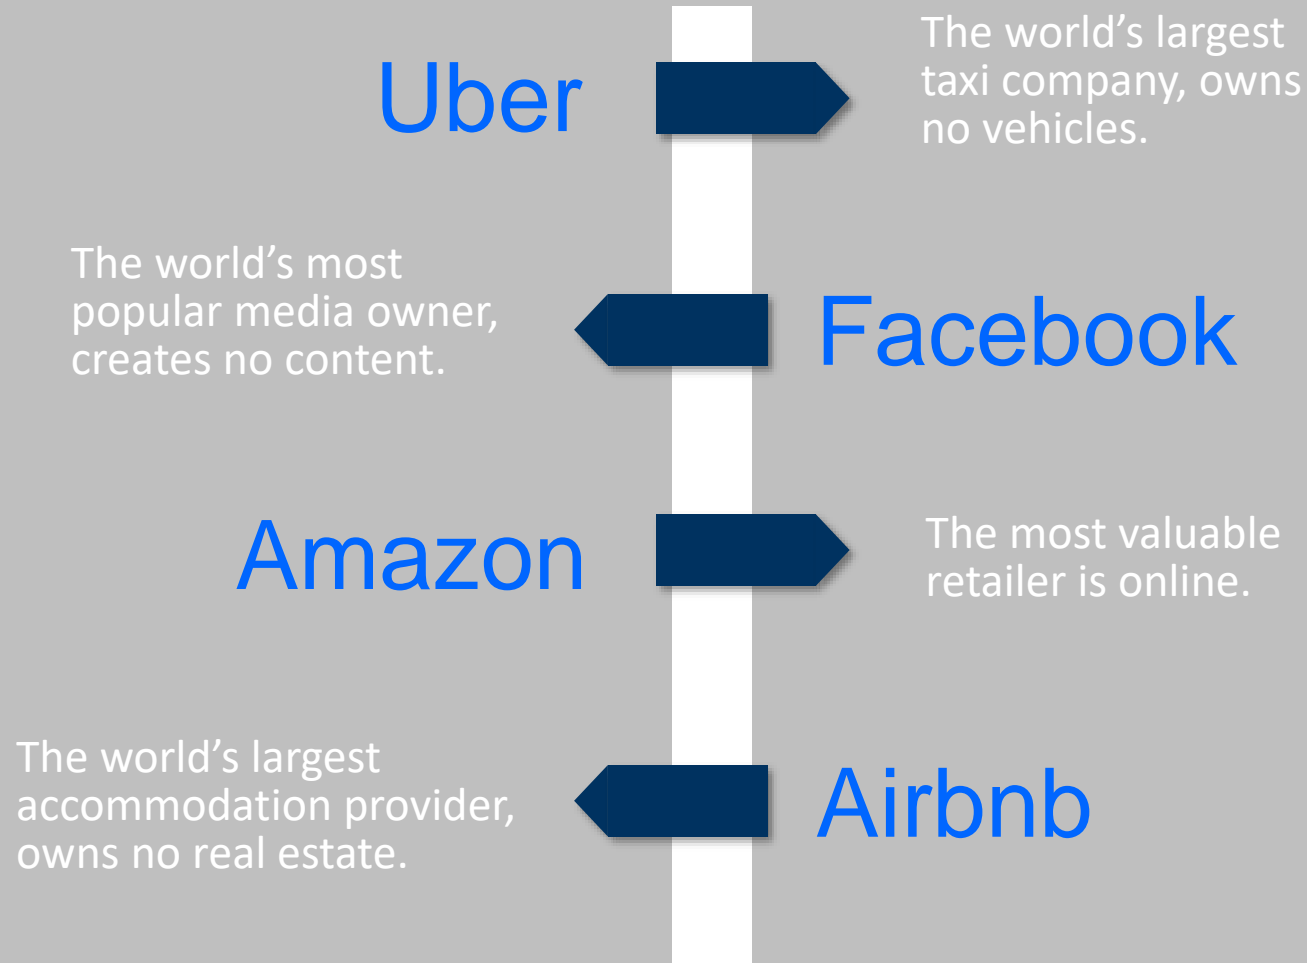 Uber
The world’s largest
taxi company, owns
no vehicles.
The world’s most
popular media owner,
creates no content.
Facebook
Amazon
The most valuable
retailer is online.
The world’s largest
accommodation provider,
owns no real estate.
Airbnb